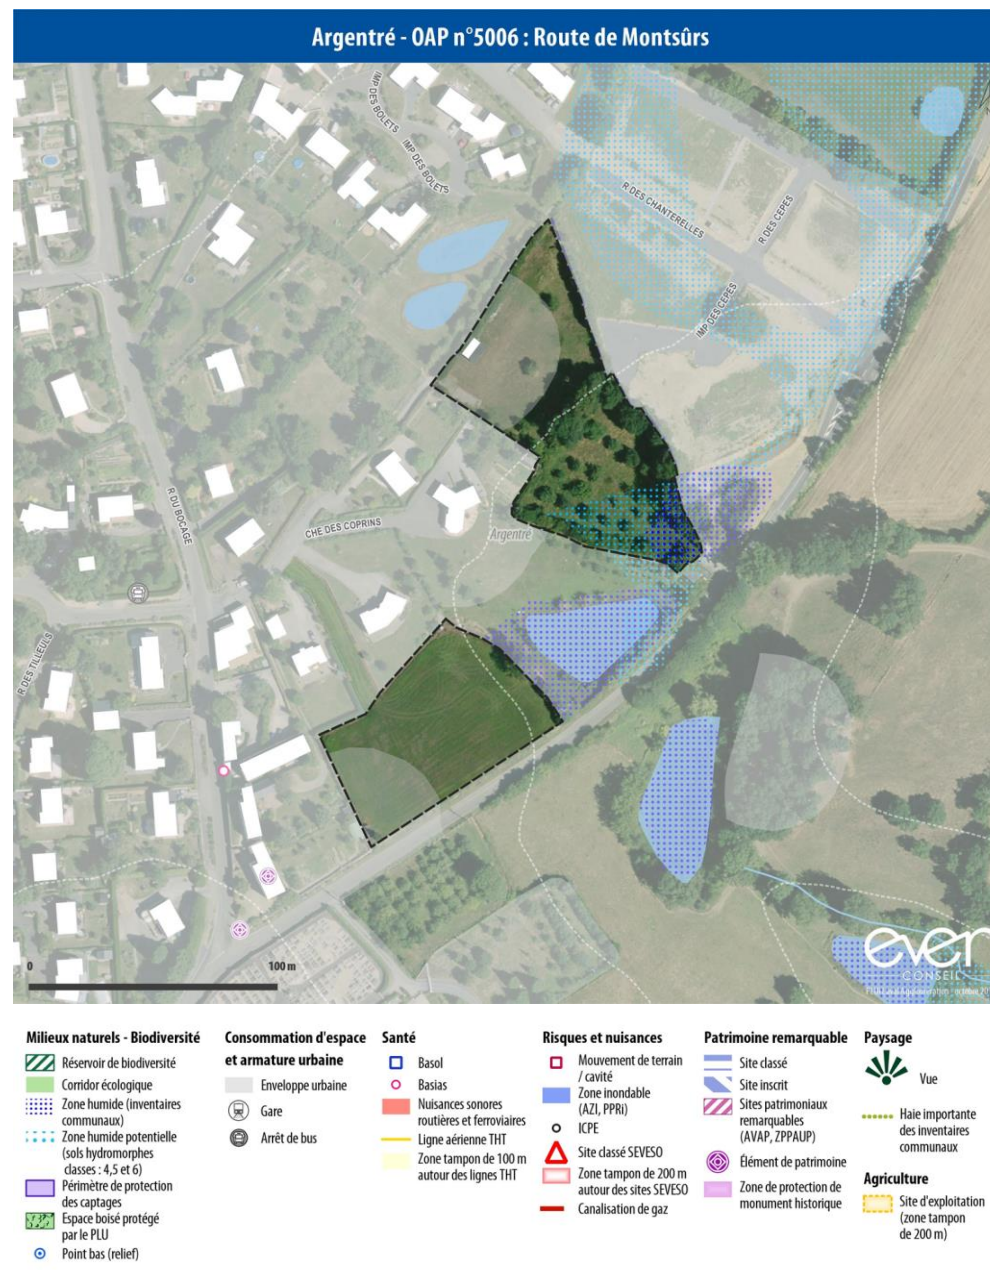 Argentré - OAP n°5006 : Route de Montsûrs
IMP DES BOLETS
IMP DES BOLETS
R DES CHANTERELLES
R DES CEPES
IMP DES CEPES
R DU BOCAGE
CHE DES COPRINS
Argentré
R DES TILLEULS
0
100 m
even
CONSEIL
Milieux naturels - Biodiversité
Réservoir de biodiversité
Corridor écologique
Zone humide (inventaires
communaux)
Zone humide potentielle
(sols hydromorphes
classes : 4,5 et 6)
Périmètre de protection
des captages
Espace boisé protégé
par le PLU
Point bas (relief)
Consommation d'espace
et armature urbaine
Enveloppe urbaine
Gare
Arrêt de bus
Santé
Basol
Basias
Nuisances sonores
routières et ferroviaires
Ligne aérienne THT
Zone tampon de 100 m
autour des lignes THT
Risques et nuisances
Mouvement de terrain
/ cavité
Zone inondable
(AZI, PPRi)
ICPE
Site classé SEVESO
Zone tampon de 200 m
autour des sites SEVESO
Canalisation de gaz
Patrimoine remarquable
Site classé
Site inscrit
Sites patrimoniaux
remarquables
(AVAP, ZPPAUP)
Élément de patrimoine
Zone de protection de
monument historique
Paysage
Vue
Haie importante
des inventaires
communaux
Agriculture
Site d'exploitation
(zone tampon
de 200 m)